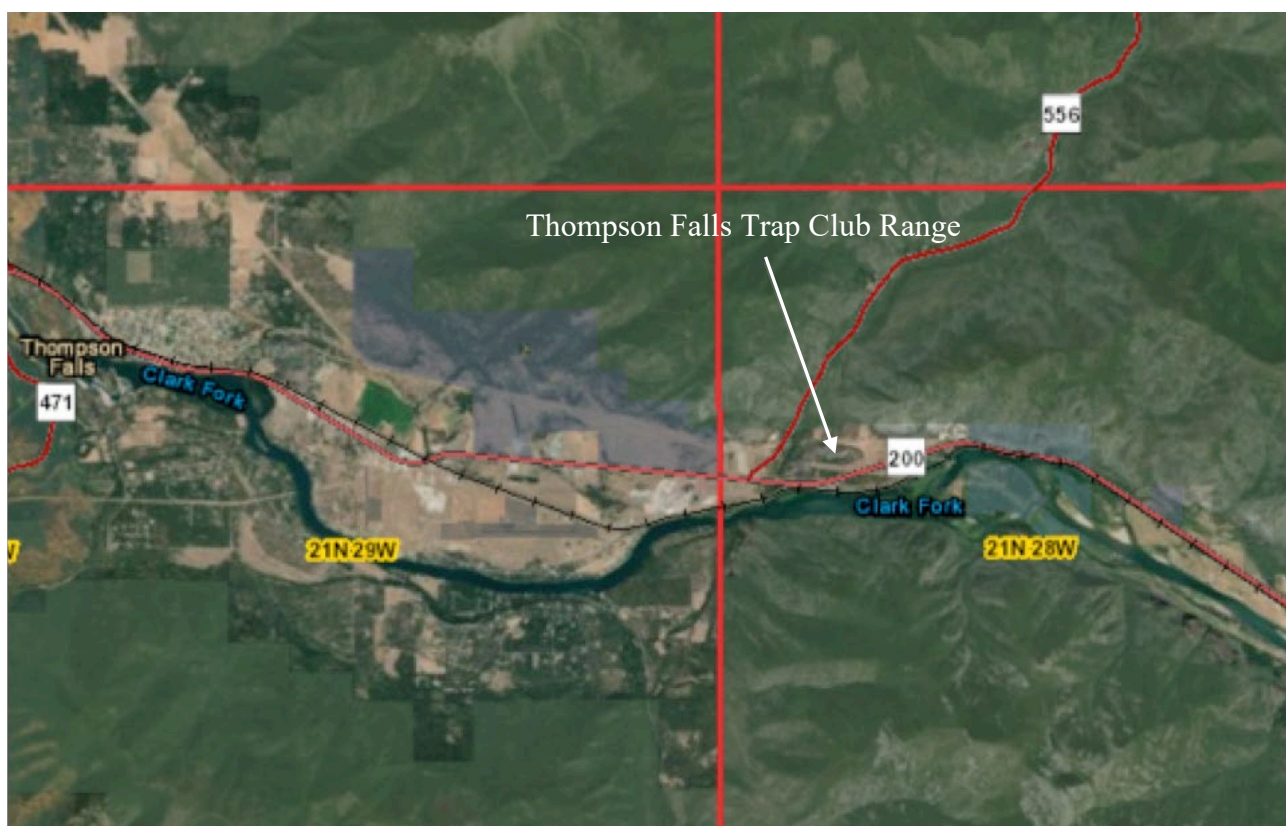 556
Thompson Falls Trap Club Range
Thompson
Falls
Clark Fork
471
200
Clark Fork
21N 29W
21N 28W